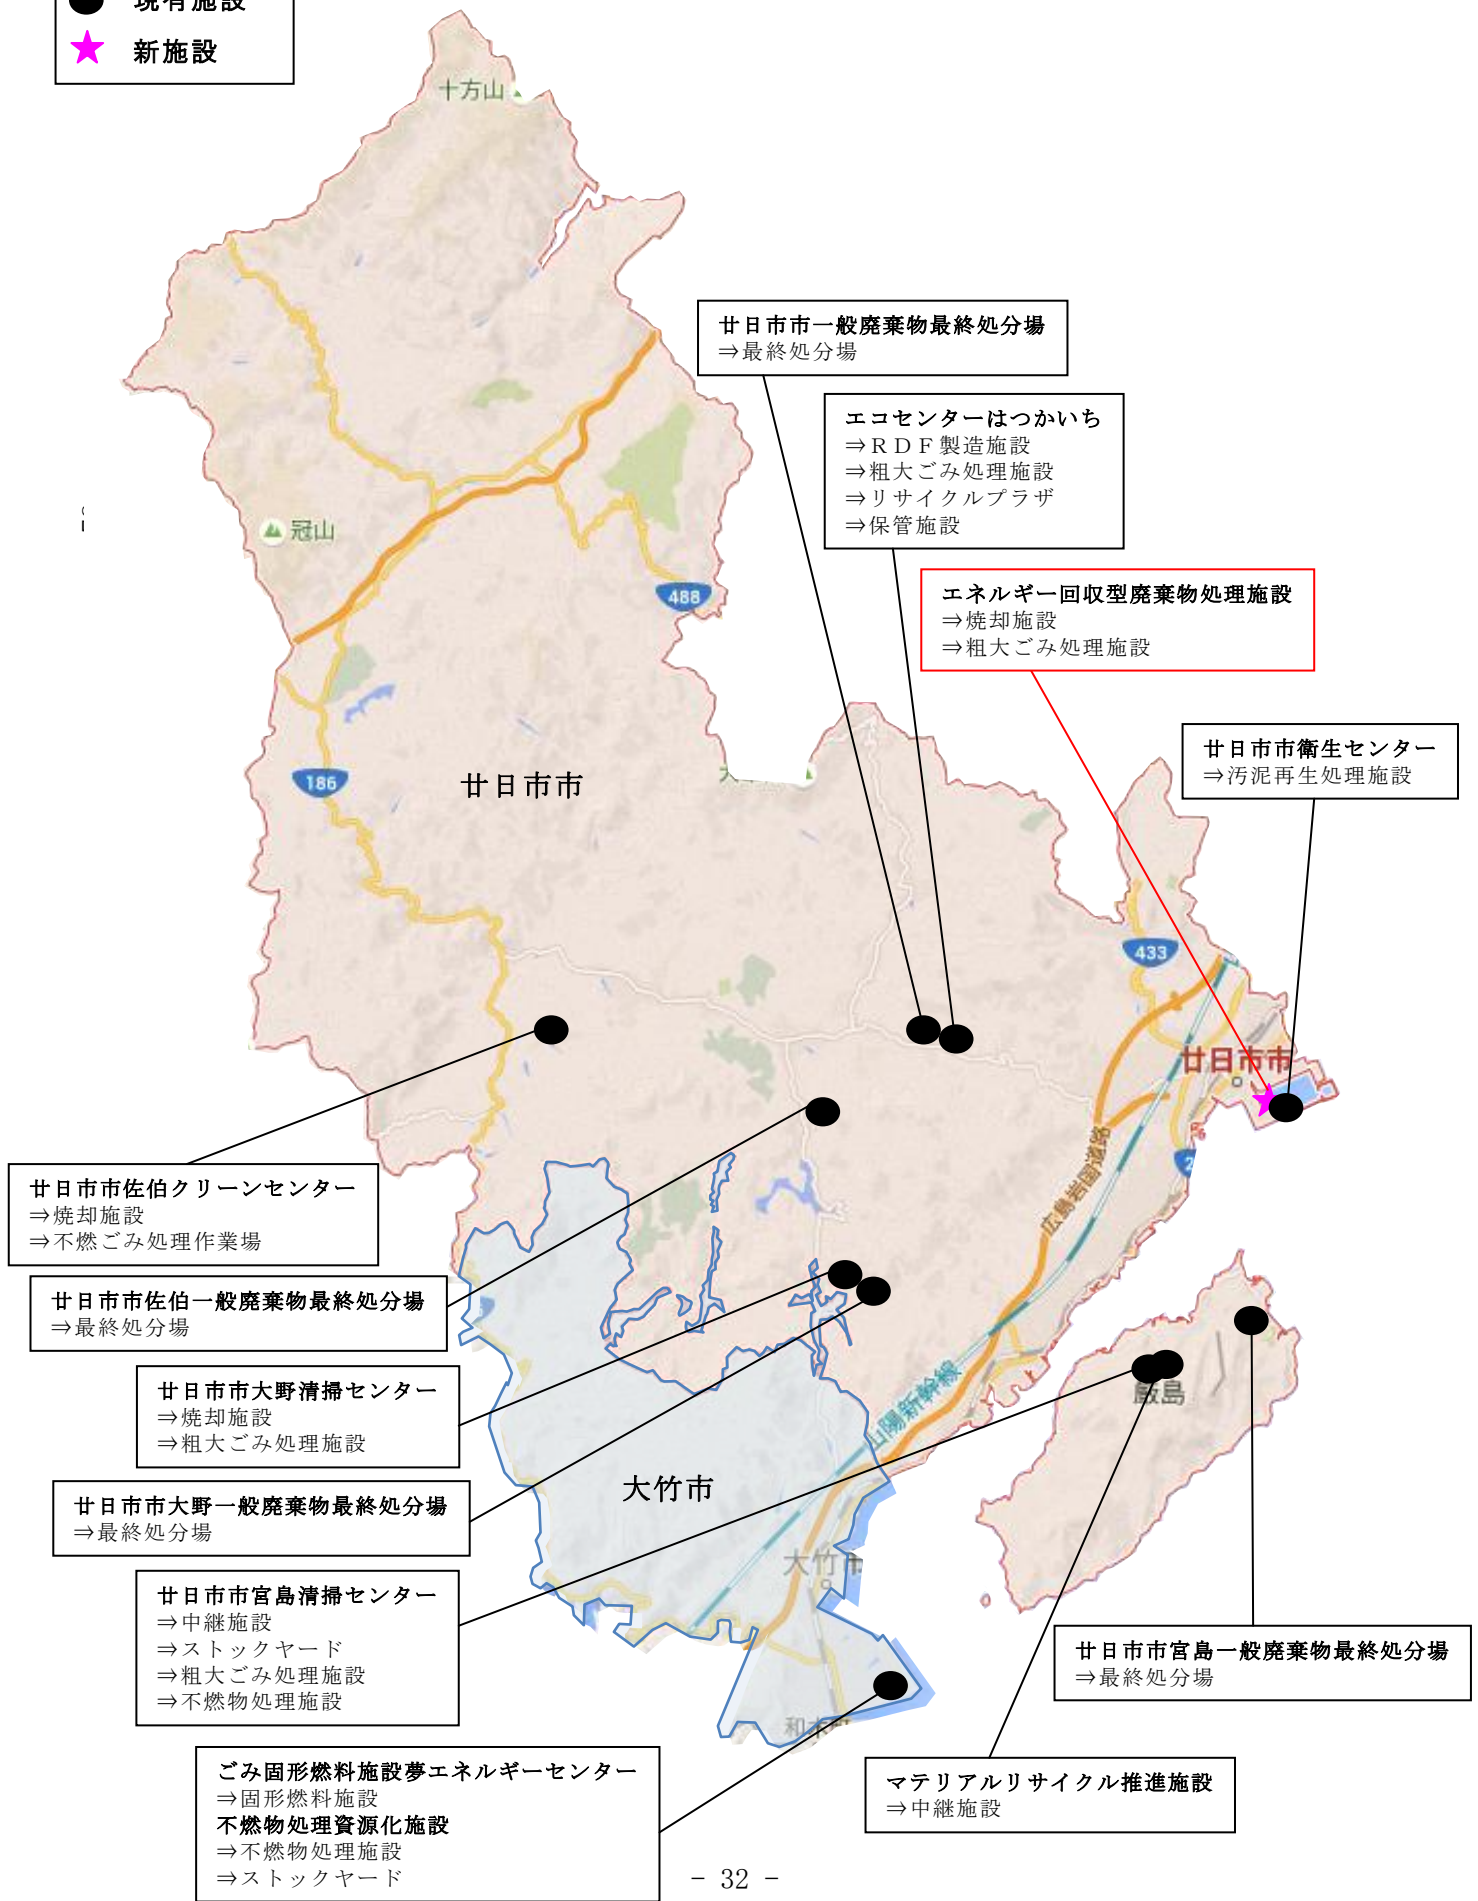 現有施設
新施設
十方山
廿日市市一般廃棄物最終処分場
⇒最終処分場
エコセンターはつかいち
⇒ＲＤＦ製造施設
⇒粗大ごみ処理施設
⇒リサイクルプラザ
⇒保管施設
冠山
488
エネルギー回収型廃棄物処理施設
⇒焼却施設
⇒粗大ごみ処理施設
廿日市市衛生センター
⇒汚泥再生処理施設
186
廿日市市
433
廿日市市
広島岩国道路
2
廿日市市佐伯クリーンセンター
⇒焼却施設
⇒不燃ごみ処理作業場
廿日市市佐伯一般廃棄物最終処分場
⇒最終処分場
廿日市市大野清掃センター
⇒焼却施設
⇒粗大ごみ処理施設
厳島
山陽新幹線
大竹市
廿日市市大野一般廃棄物最終処分場
⇒最終処分場
大竹市
廿日市市宮島清掃センター
⇒中継施設
⇒ストックヤード
⇒粗大ごみ処理施設
⇒不燃物処理施設
廿日市市宮島一般廃棄物最終処分場
⇒最終処分場
和木町
ごみ固形燃料施設夢エネルギーセンター
⇒固形燃料施設
不燃物処理資源化施設
⇒不燃物処理施設
⇒ストックヤード
マテリアルリサイクル推進施設
⇒中継施設
- 32 -